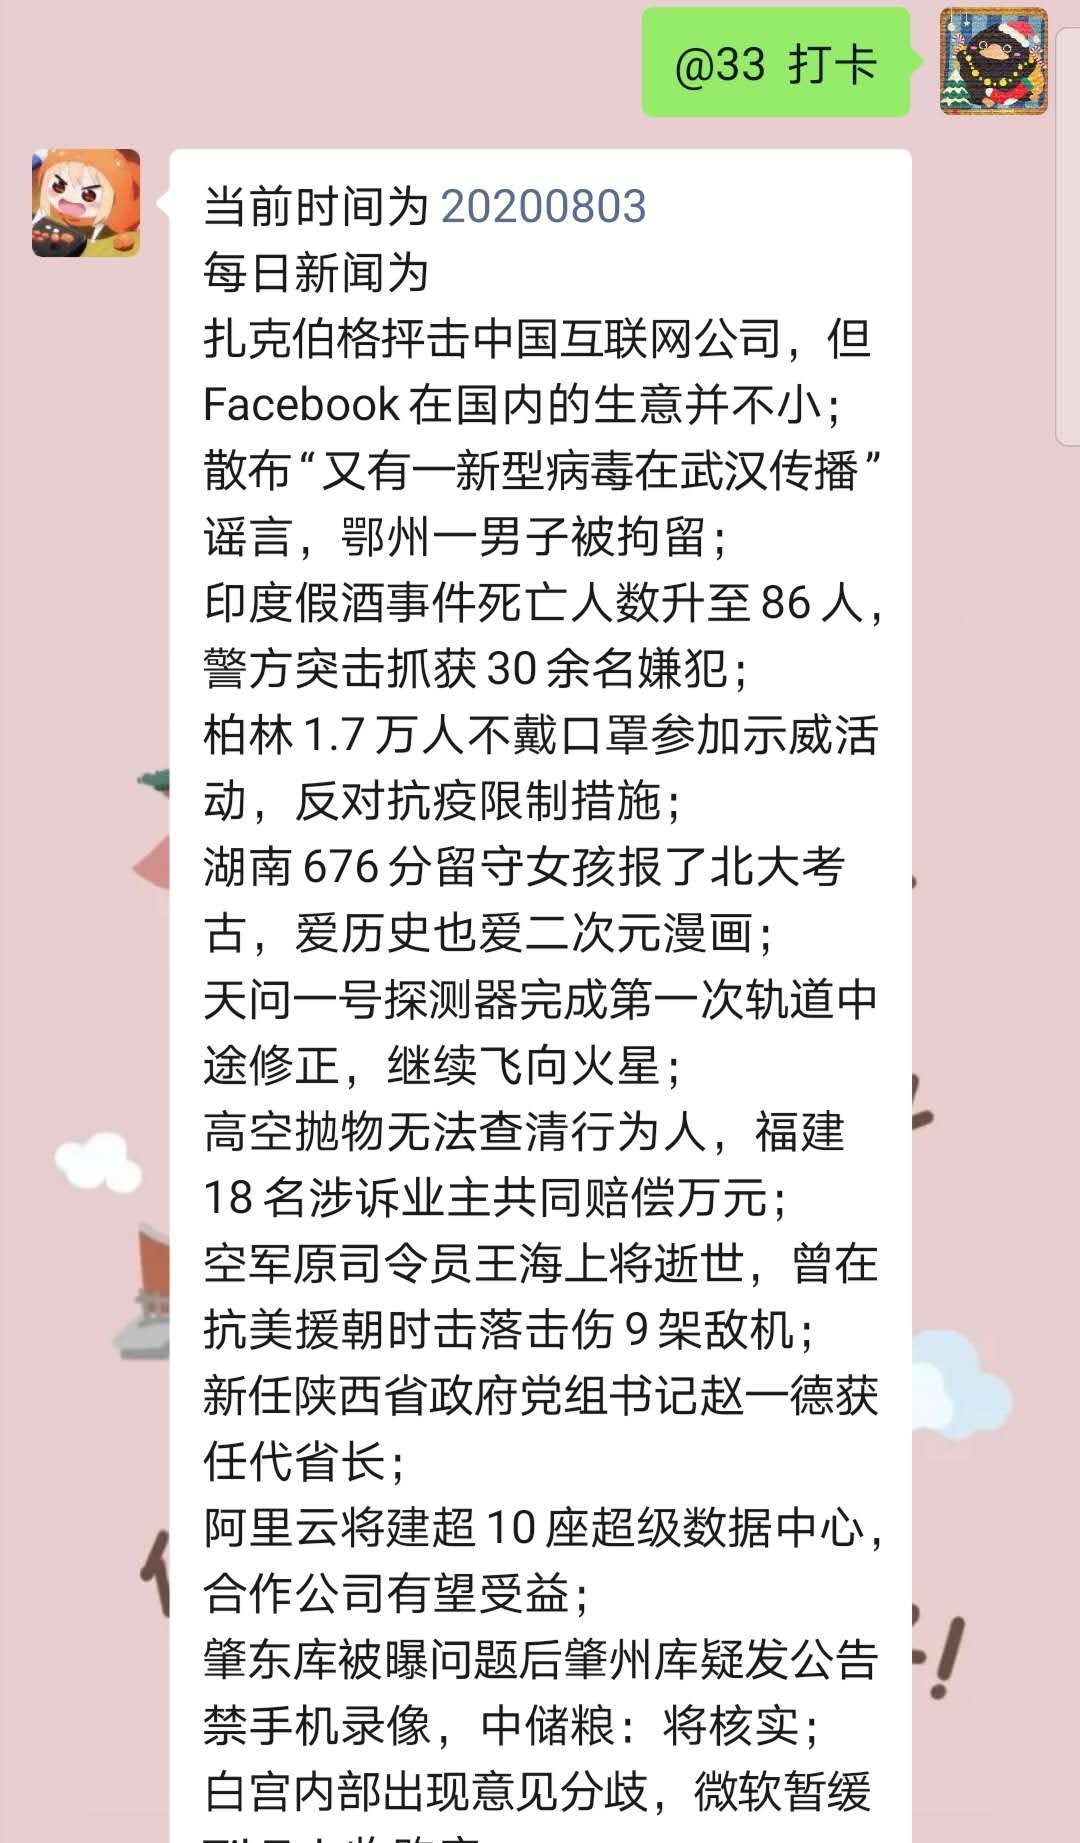 @33 打卡
当前时间为 20200803
每日新闻为
扎克伯格抨击中国互联网公司，但
Facebook 在国内的生意并不小；
散布“又有一新型病毒在武汉传播”
谣言，鄂州一男子被拘留；
印度假酒事件死亡人数升至 86 人，
警方突击抓获 30 余名嫌犯；
柏林 1.7 万人不戴口罩参加示威活
动，反对抗疫限制措施；
湖南 676 分留守女孩报了北大考
古，爱历史也爱二次元漫画；
天问一号探测器完成第一次轨道中
途修正，继续飞向火星；
高空抛物无法查清行为人，福建
18 名涉诉业主共同赔偿万元；
空军原司令员王海上将逝世，曾在
抗美援朝时击落击伤 9 架敌机；
新任陕西省政府党组书记赵一德获
任代省长；
阿里云将建超 10 座超级数据中心，
合作公司有望受益；
肇东库被曝问题后肇州库疑发公告
禁手机录像，中储粮：将核实；
白宫内部出现意见分歧，微软暂缓